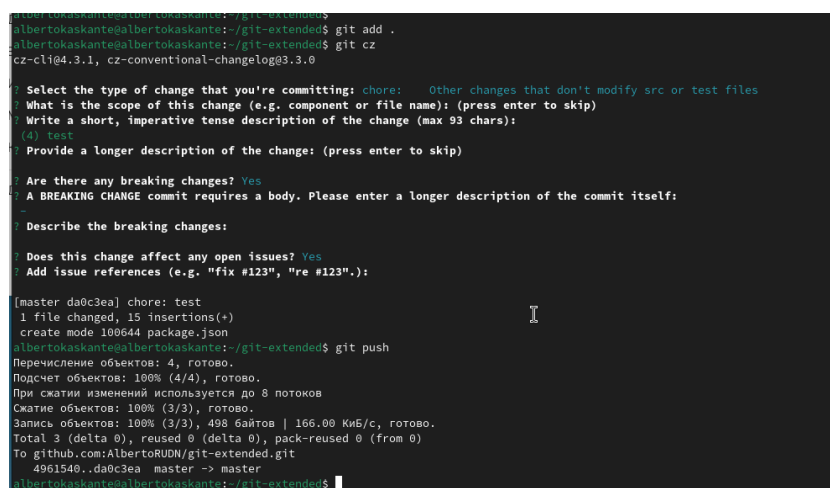 albertokaskante@albertokaskante:~/git-extended$
albertokaskante@albertokaskante:~/git-extended$ git add .
albertokaskante@albertokaskante:~/git-extended$ git cz
cz-cli@4.3.1, cz-conventional-changelog@3.3.0
? Select the type of change that you're committing: chore:    Other changes that don't modify src or test files
? What is the scope of this change (e.g. component or file name): (press enter to skip)
? Write a short, imperative tense description of the change (max 93 chars):
(4) test
? Provide a longer description of the change: (press enter to skip)
? Are there any breaking changes? Yes
? A BREAKING CHANGE commit requires a body. Please enter a longer description of the commit itself:
-
? Describe the breaking changes:
? Does this change affect any open issues? Yes
? Add issue references (e.g. "fix #123", "re #123".):
[master da0c3ea] chore: test
1 file changed, 15 insertions(+)
create mode 100644 package.json
albertokaskante@albertokaskante:~/git-extended$ git push
Перечисление объектов: 4, готово.
Подсчет объектов: 100% (4/4), готово.
При сжатии изменений используется до 8 потоков
Сжатие объектов: 100% (3/3), готово.
Запись объектов: 100% (3/3), 498 байтов | 166.00 КиБ/с, готово.
Total 3 (delta 0), reused 0 (delta 0), pack-reused 0 (from 0)
To github.com:AlbertoRUDN/git-extended.git
4961540..da0c3ea  master -> master
albertokaskante@albertokaskante:~/git-extended$